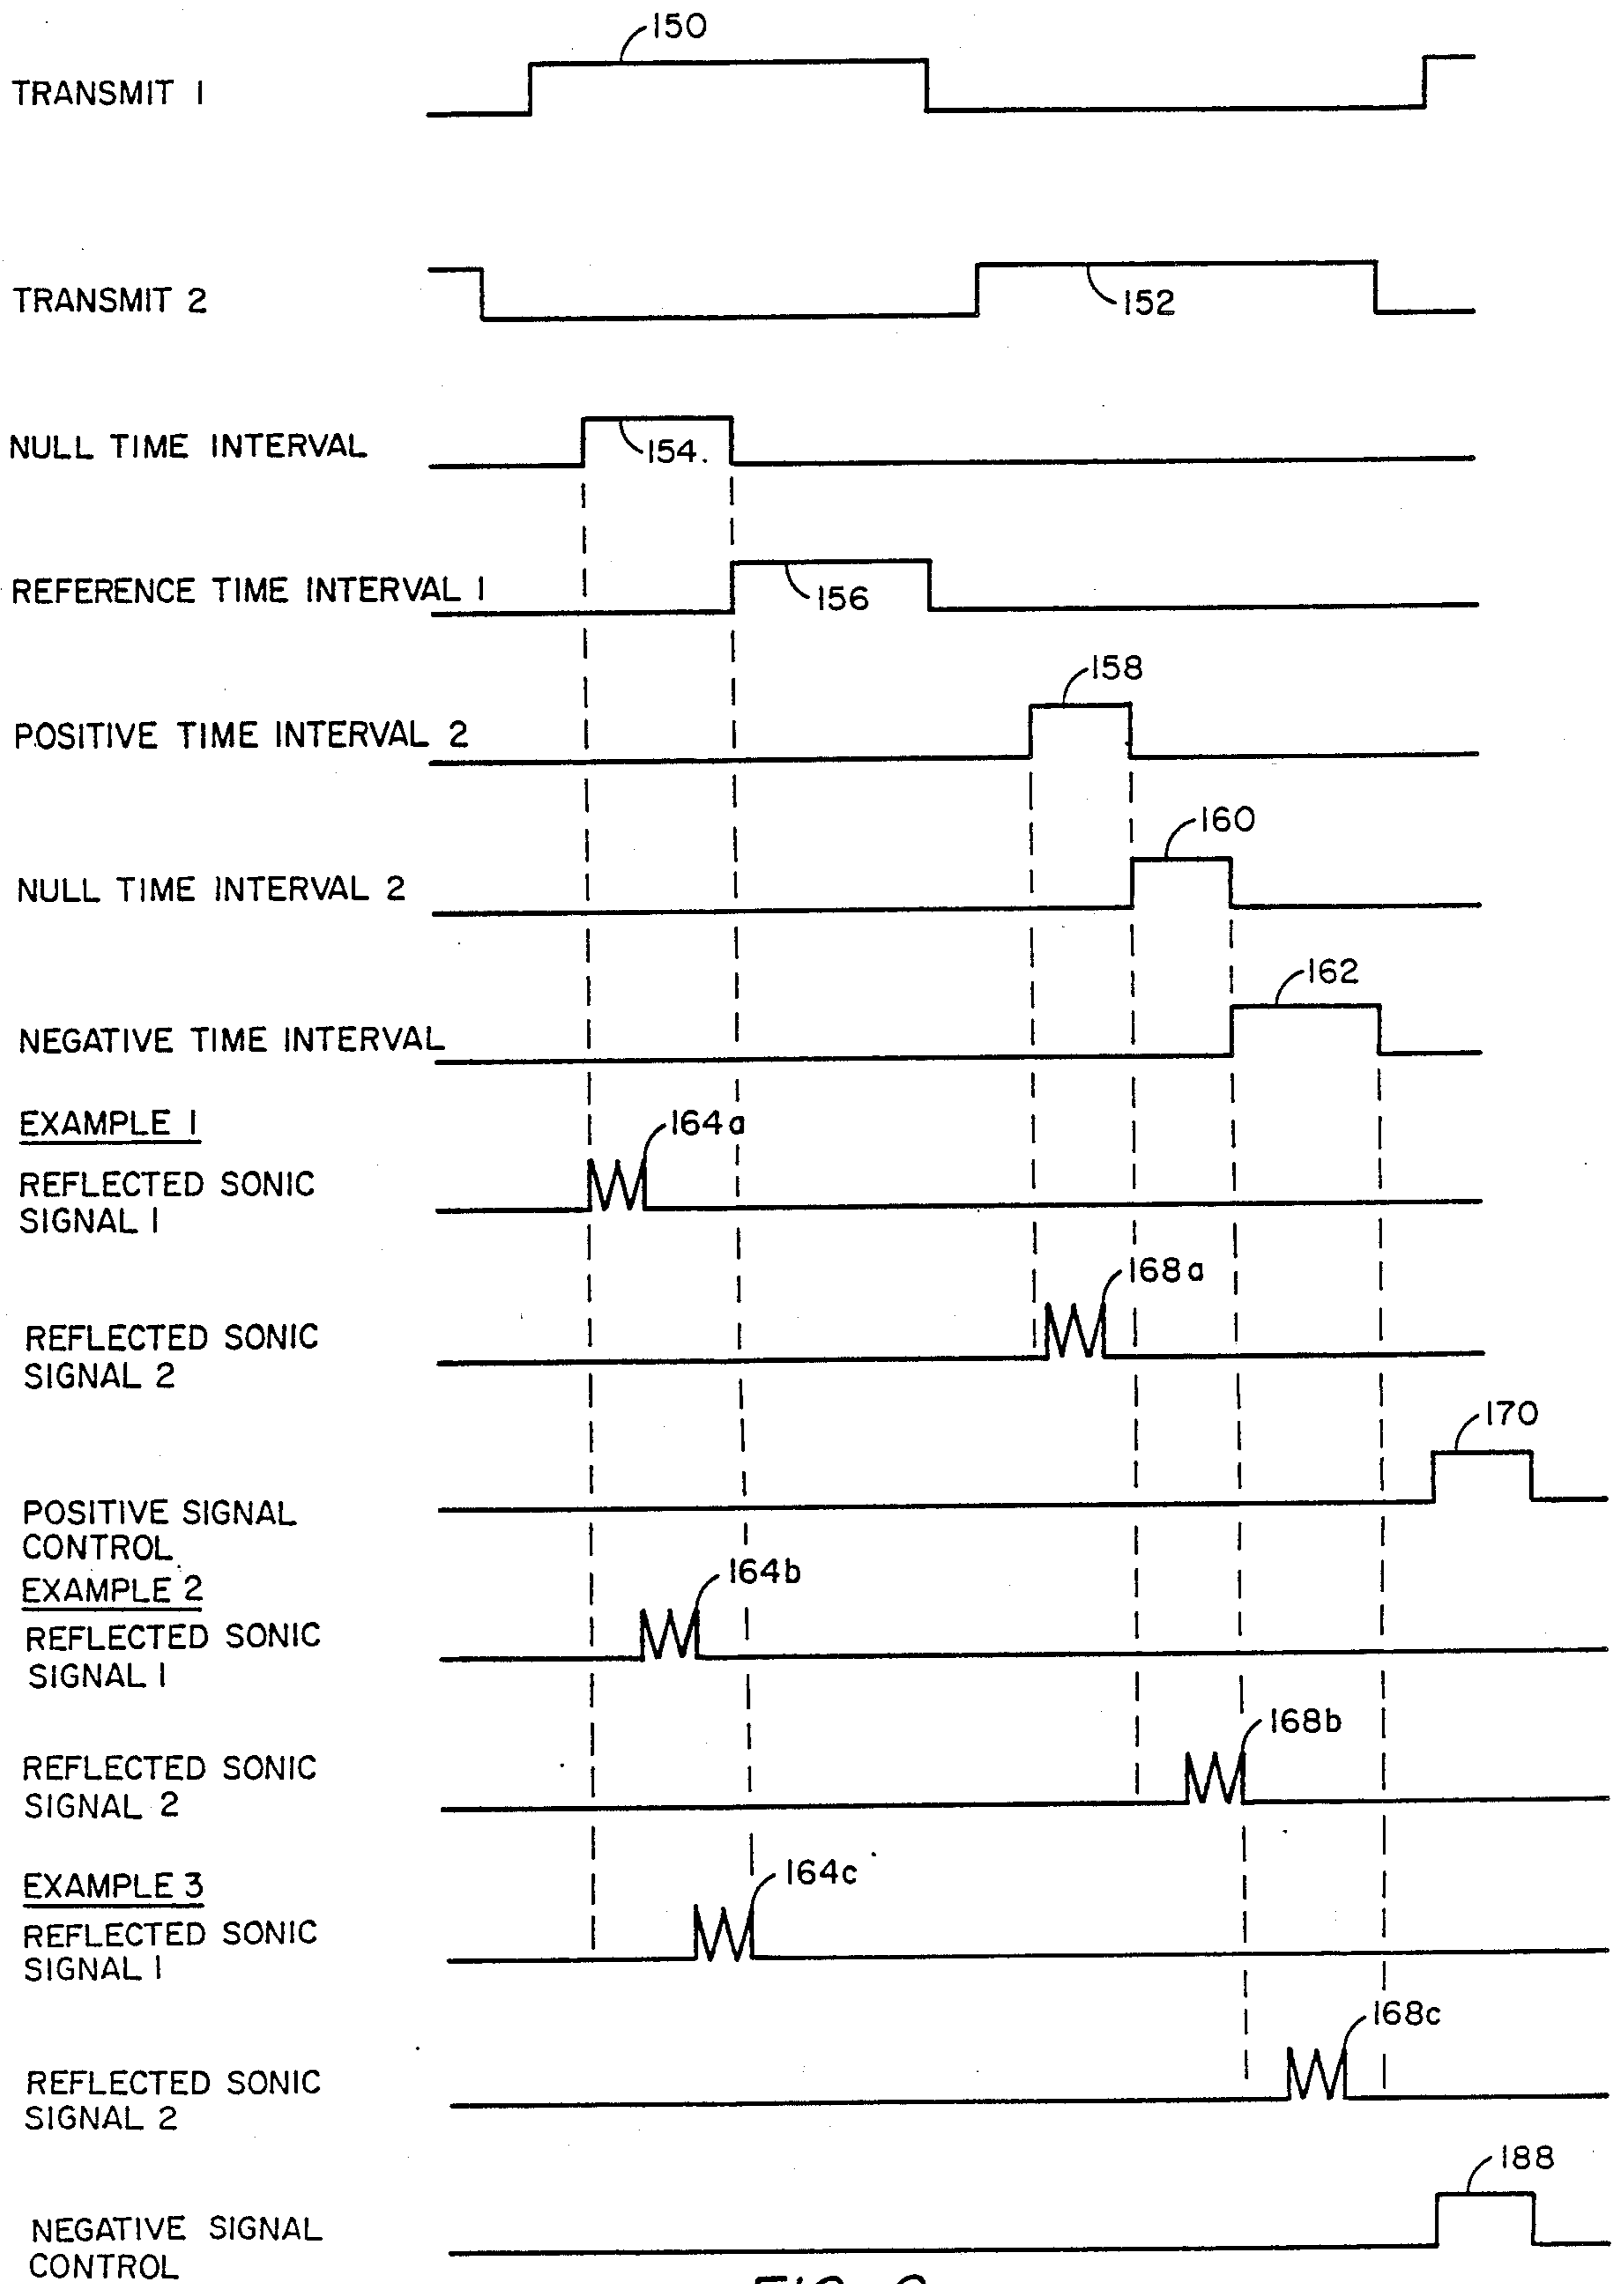 150
TRANSMIT 1
TRANSMIT 2
152
NULL TIME INTERVAL
154.
REFERENCE TIME INTERVAL 1
156
158
POSITIVE TIME INTERVAL 2
160
NULL TIME INTERVAL 2
162
NEGATIVE TIME INTERVAL
EXAMPLE 1
164a
REFLECTED SONIC
SIGNAL 1
168a
REFLECTED SONIC
SIGNAL 2
170
POSITIVE SIGNAL
CONTROL
EXAMPLE 2
164b
REFLECTED SONIC
SIGNAL 1
168b
REFLECTED SONIC
SIGNAL 2
EXAMPLE 3
164c
REFLECTED SONIC
SIGNAL 1
168c
REFLECTED SONIC
SIGNAL 2
188
NEGATIVE SIGNAL
CONTROL